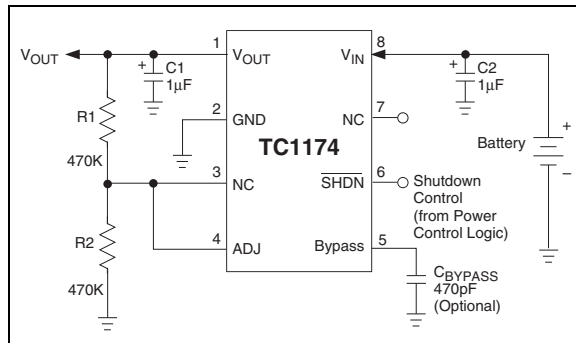 1
8
VOUT
VOUT
VIN
+
C1
1µF
+
C2
1µF
R1
2
GND
7
NC
TC1174
Battery
+
−
470K
3
NC
6
SHDN
Shutdown
Control
(from Power
Control Logic)
R2
4
ADJ
Bypass
5
470K
CBYPASS
470pF
(Optional)